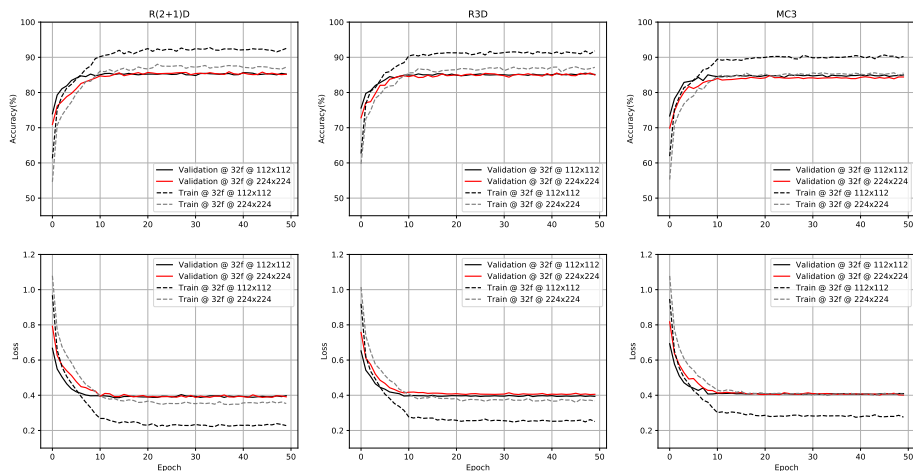 R(2+1)D
R3D
MC3
100
90
80
70
60
50
Accuracy(%)
Validation @ 32f @ 112x112
Validation @ 32f @ 224x224
Train @ 32f @ 112x112
Train @ 32f @ 224x224
0 10 20 30 40 50
100
90
80
70
60
50
Accuracy(%)
Validation @ 32f @ 112x112
Validation @ 32f @ 224x224
Train @ 32f @ 112x112
Train @ 32f @ 224x224
0 10 20 30 40 50
100
90
80
70
60
50
Accuracy(%)
Validation @ 32f @ 112x112
Validation @ 32f @ 224x224
Train @ 32f @ 112x112
Train @ 32f @ 224x224
0 10 20 30 40 50
1.2
1.0
0.8
0.6
0.4
0.2
Loss
Validation @ 32f @ 112x112
Validation @ 32f @ 224x224
Train @ 32f @ 112x112
Train @ 32f @ 224x224
0 10 20 30 40 50
Epoch
1.2
1.0
0.8
0.6
0.4
0.2
Loss
Validation @ 32f @ 112x112
Validation @ 32f @ 224x224
Train @ 32f @ 112x112
Train @ 32f @ 224x224
0 10 20 30 40 50
Epoch
1.2
1.0
0.8
0.6
0.4
0.2
Loss
Validation @ 32f @ 112x112
Validation @ 32f @ 224x224
Train @ 32f @ 112x112
Train @ 32f @ 224x224
0 10 20 30 40 50
Epoch